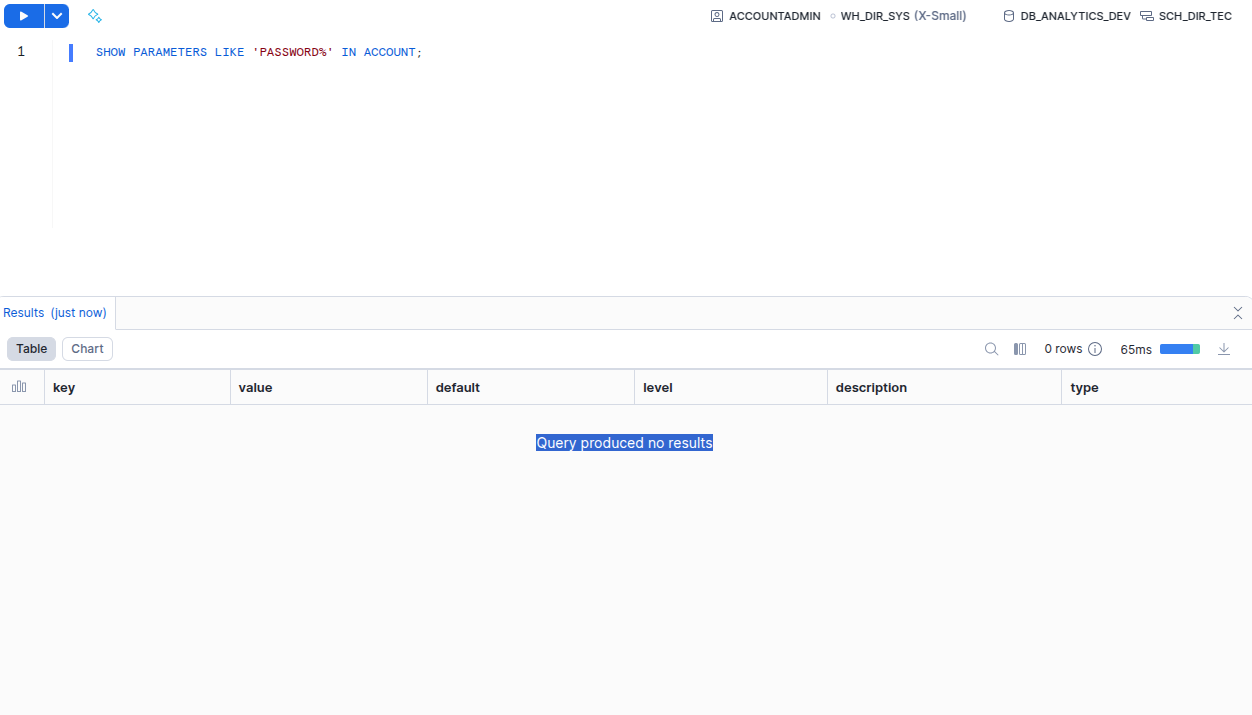 ACCOUNTADMIN WH_DIR_SYS (X-Small) DB_ANALYTICS_DEV SCH_DIR_TEC
1 SHOW PARAMETERS LIKE 'PASSWORD%' IN ACCOUNT;
Results (just now)
Table Chart 0 rows 65ms
key value default level description type
Query produced no results